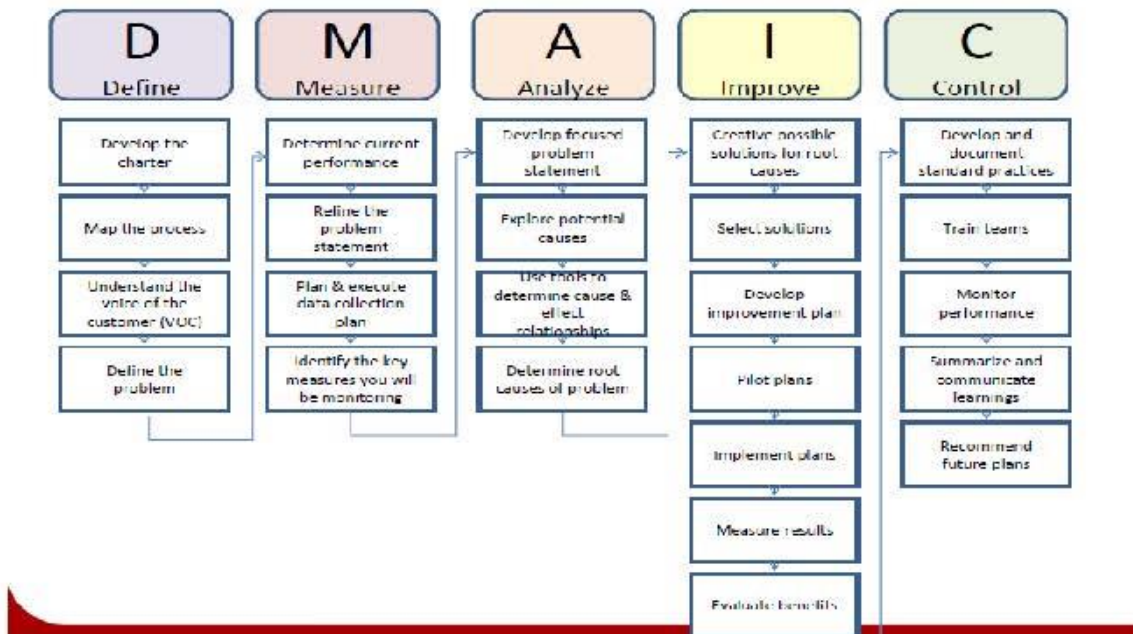 D
Define
M
Measure
A
Analyze
I
Improve
C
Control
Develop the
charter
Map the process
Understand the
voice of the
customer (VOC)
Define the
problem
Determine current
performance
Refine the
problem
statement
Plan & execute
data collection
plan
Identify the key
measures you will
be monitoring
Develop focused
problem
statement
Explore potential
causes
Use tools to
determine cause &
effect
relationships
Determine root
causes of problem
Creative possible
solutions for root
causes
Select solutions
Develop
improvement plan
Pilot plans
Implement plans
Measure results
Evaluate benefits
Develop and
document
standard practices
Train teams
Monitor
performance
Summarize and
communicate
learnings
Recommend
future plans